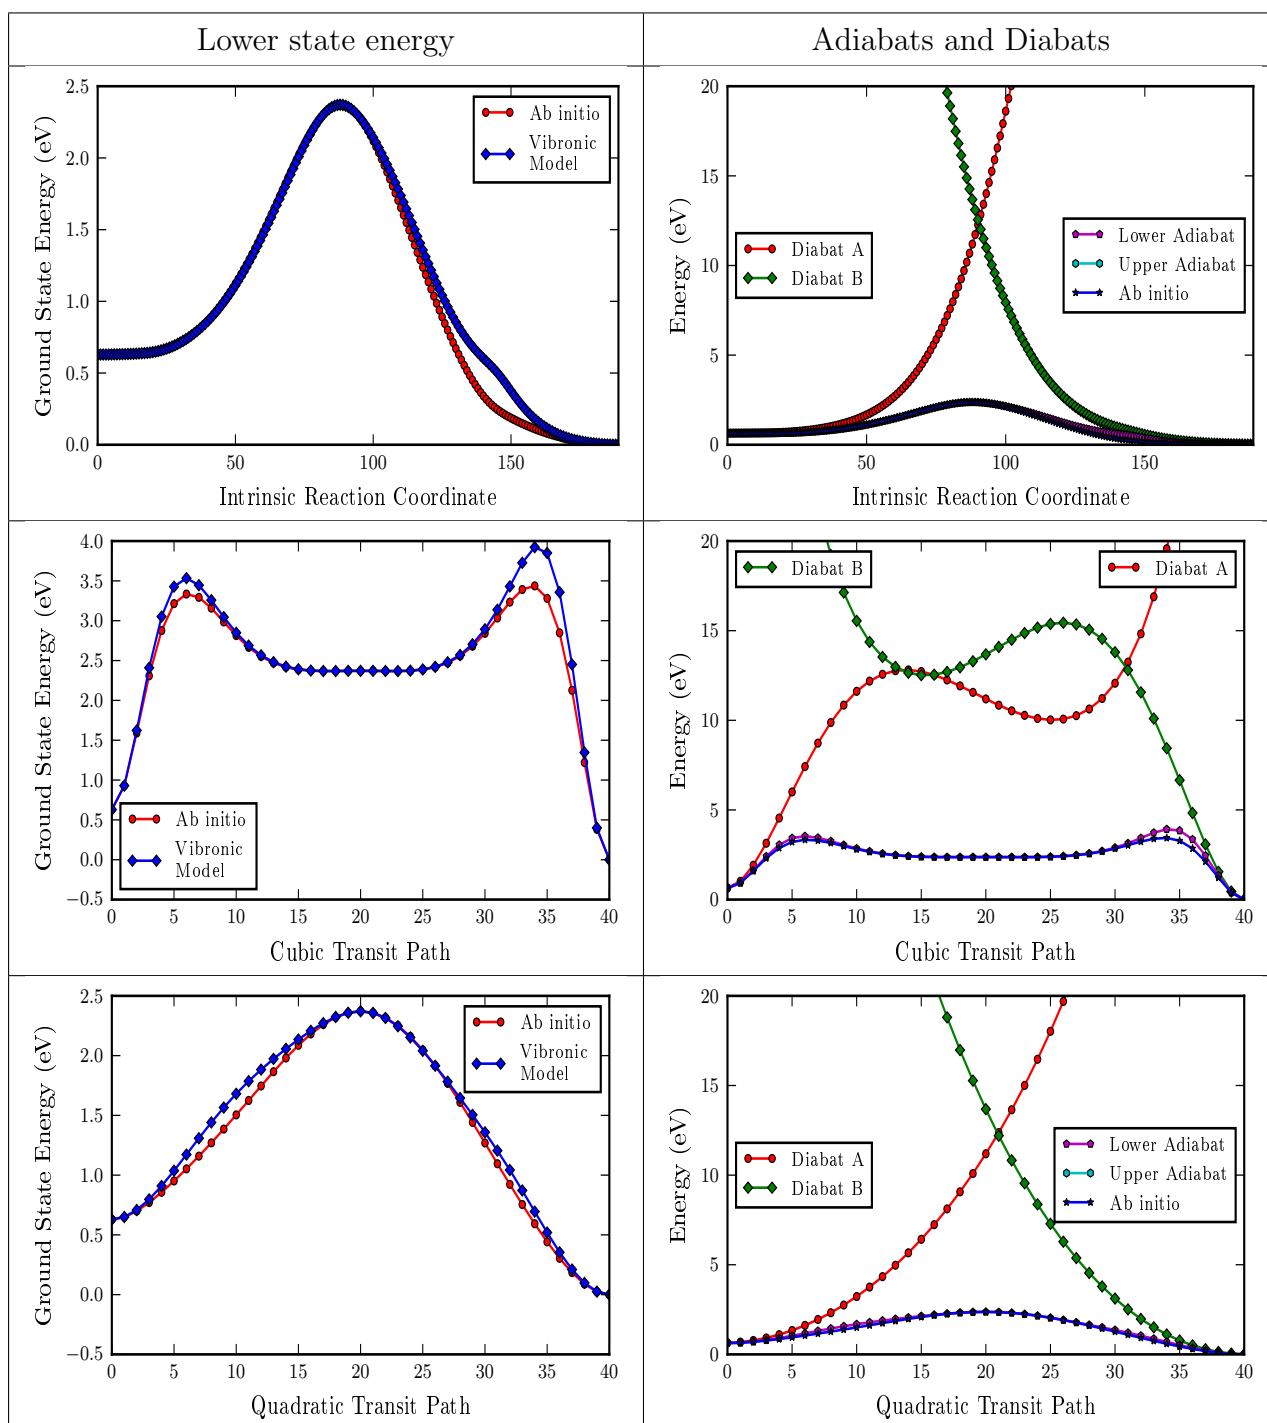 Lower state energy
Adiabats and Diabats
2.5
2.0
1.5
1.0
0.5
0.0
0
50
100
150
Ground State Energy (eV)
Intrinsic Reaction Coordinate
Ab initio
Vibronic
Model
20
15
10
5
0
0
50
100
150
Energy (eV)
Intrinsic Reaction Coordinate
Diabat A
Diabat B
Lower Adiabat
Upper Adiabat
Ab initio
4.0
3.5
3.0
2.5
2.0
1.5
1.0
0.5
0.0
−0.5
0
5
10
15
20
25
30
35
40
Ground State Energy (eV)
Cubic Transit Path
Ab initio
Vibronic
Model
20
15
10
5
0
0
5
10
15
20
25
30
35
40
Energy (eV)
Cubic Transit Path
Diabat B
Diabat A
2.5
2.0
1.5
1.0
0.5
0.0
−0.5
0
5
10
15
20
25
30
35
40
Ground State Energy (eV)
Quadratic Transit Path
Ab initio
Vibronic
Model
20
15
10
5
0
0
5
10
15
20
25
30
35
40
Energy (eV)
Quadratic Transit Path
Diabat A
Diabat B
Lower Adiabat
Upper Adiabat
Ab initio